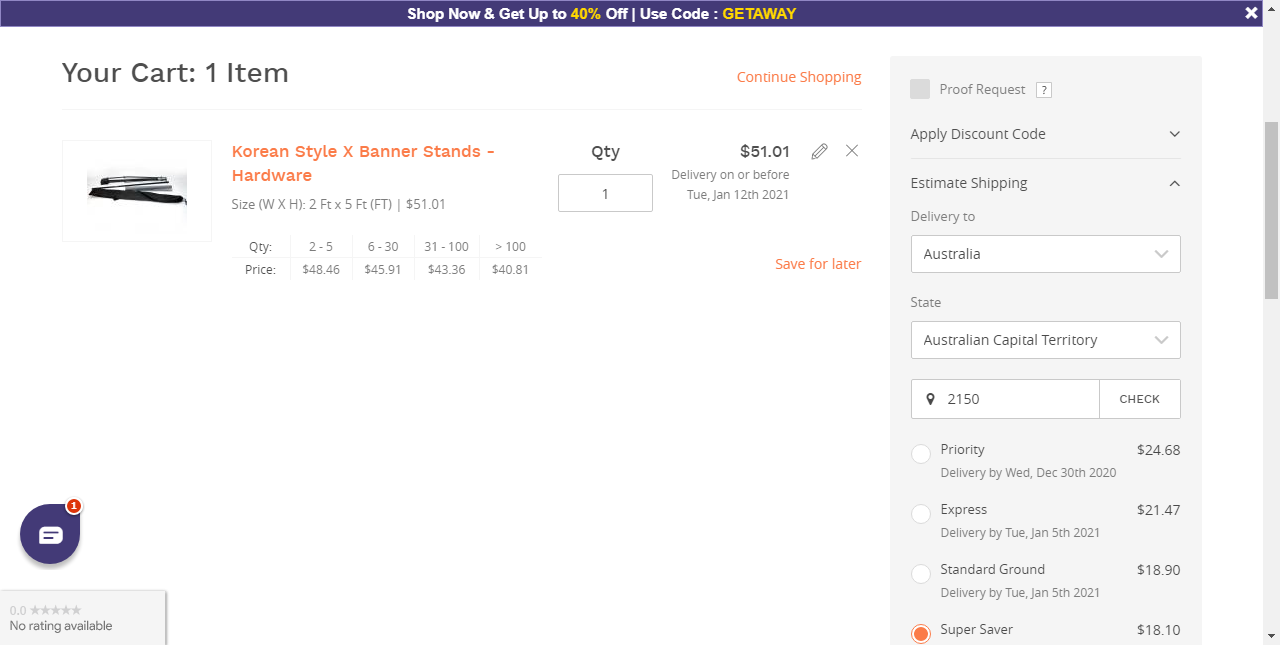 Shop Now & Get Up to 40% Off | Use Code : GETAWAY
Your Cart: 1 Item
Continue Shopping
Korean Style X Banner Stands -
Hardware
Size (W X H): 2 Ft x 5 Ft (FT) | $51.01
Qty: 2 - 5 6 - 30 31 - 100 > 100
Price: $48.46 $45.91 $43.36 $40.81
Qty
1
$51.01
Delivery on or before
Tue, Jan 12th 2021
Save for later
Proof Request ?
Apply Discount Code
Estimate Shipping
Delivery to
Australia
State
Australian Capital Territory
2150 CHECK
Priority $24.68
Delivery by Wed, Dec 30th 2020
Express $21.47
Delivery by Tue, Jan 5th 2021
Standard Ground $18.90
Delivery by Tue, Jan 5th 2021
Super Saver $18.10
1
0.0 ★★★★★
No rating available